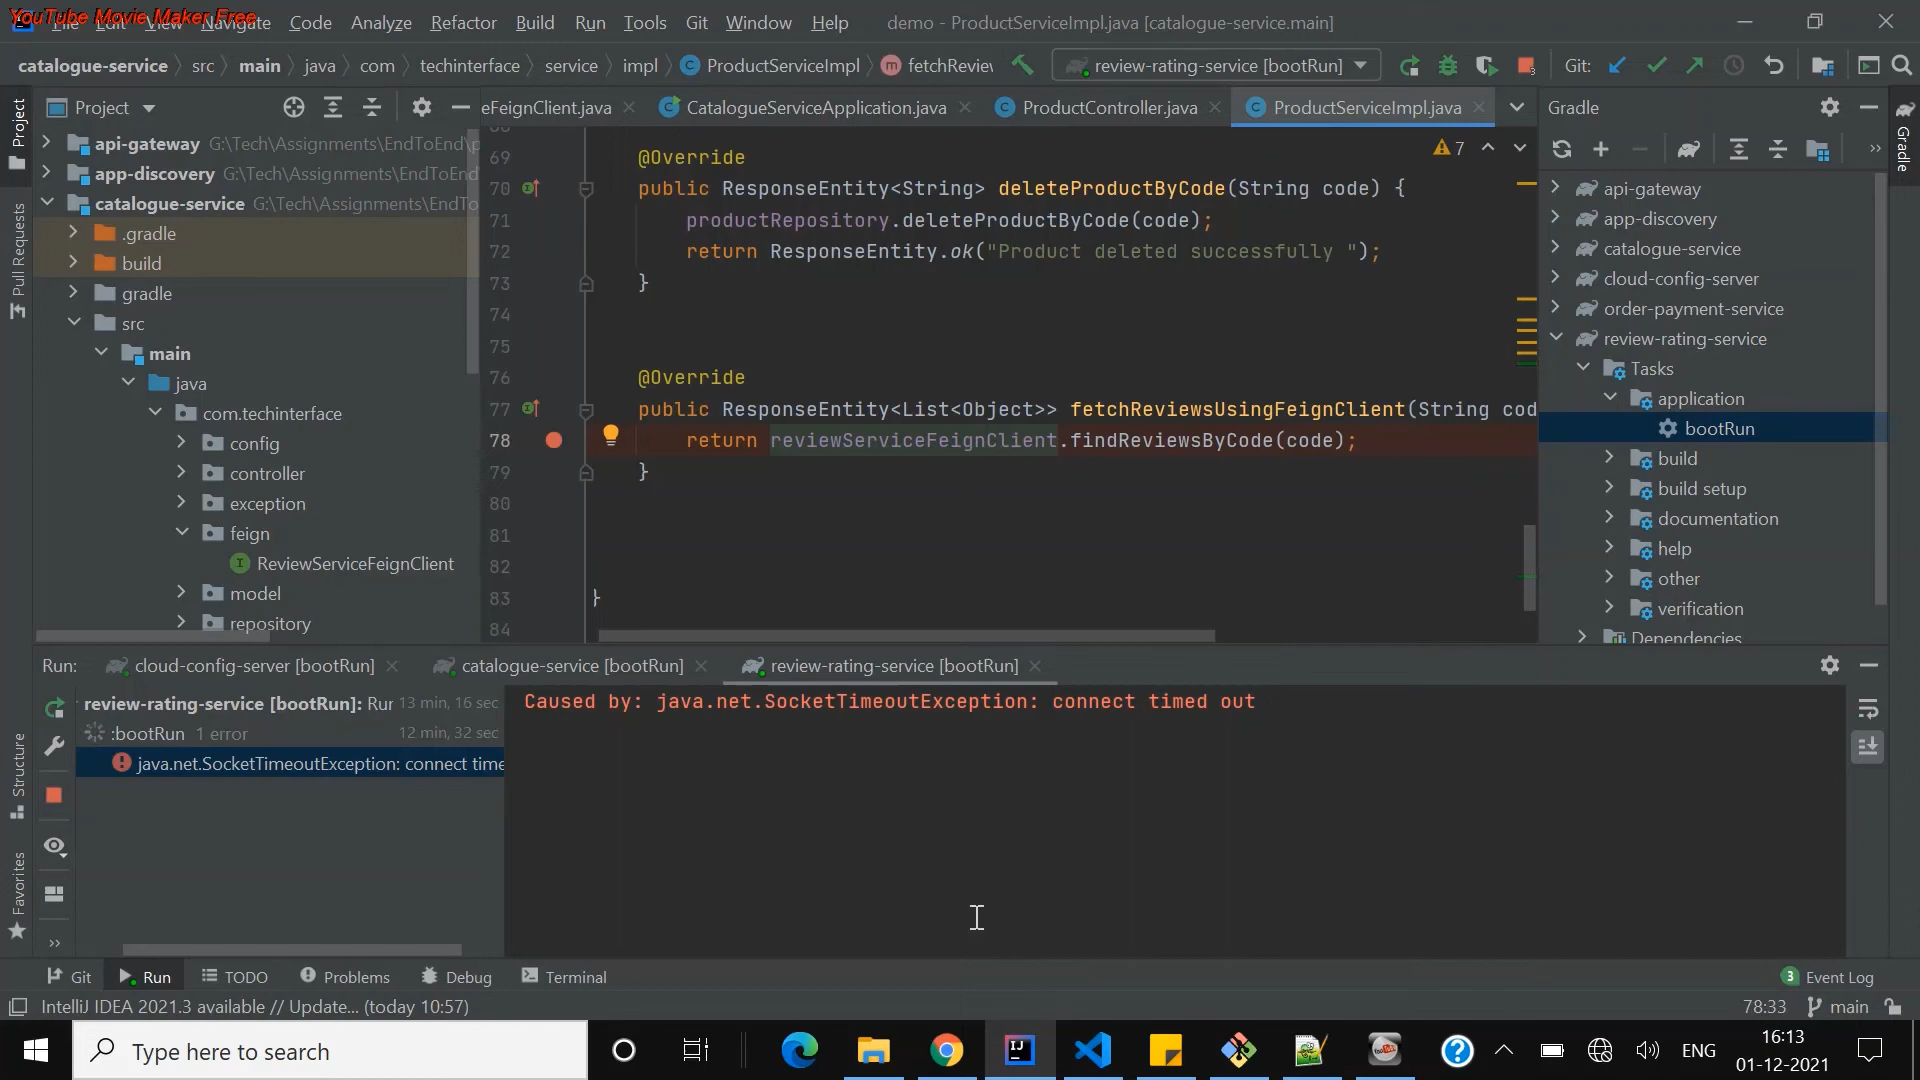 YouTube Movie Maker Free
File Edit View Navigate Code Analyze Refactor Build Run Tools Git Window Help demo - ProductServiceImpl.java [catalogue-service.main]
catalogue-service src main java com techinterface service impl ProductServiceImpl fetchRevie review-rating-service [bootRun] Git:
Project eFeignClient.java CatalogueServiceApplication.java ProductController.java ProductServiceImpl.java Gradle
Project
Pull Requests
Structure
Favorites
Gradle
api-gateway G:\Tech\Assignments\EndToEnd\p
app-discovery G:\Tech\Assignments\EndToEnd
catalogue-service G:\Tech\Assignments\EndTo
.gradle
build
gradle
src
main
java
com.techinterface
config
controller
exception
feign
ReviewServiceFeignClient
model
repository
7
69 @Override
70 public ResponseEntity<String> deleteProductByCode(String code) {
71 productRepository.deleteProductByCode(code);
72 return ResponseEntity.ok("Product deleted successfully ");
73 }
74
75
76 @Override
77 public ResponseEntity<List<Object>> fetchReviewsUsingFeignClient(String cod
78 return reviewServiceFeignClient.findReviewsByCode(code);
79 }
80
81
82
83 }
84
api-gateway
app-discovery
catalogue-service
cloud-config-server
order-payment-service
review-rating-service
Tasks
application
bootRun
build
build setup
documentation
help
other
verification
Dependencies
Run: cloud-config-server [bootRun] catalogue-service [bootRun] review-rating-service [bootRun]
review-rating-service [bootRun]: Rur 13 min, 16 sec
:bootRun 1 error 12 min, 32 sec
java.net.SocketTimeoutException: connect time
Caused by: java.net.SocketTimeoutException: connect timed out
Git Run TODO Problems Debug Terminal 3 Event Log
IntelliJ IDEA 2021.3 available // Update... (today 10:57) 78:33 main
Type here to search ENG 16:13
01-12-2021